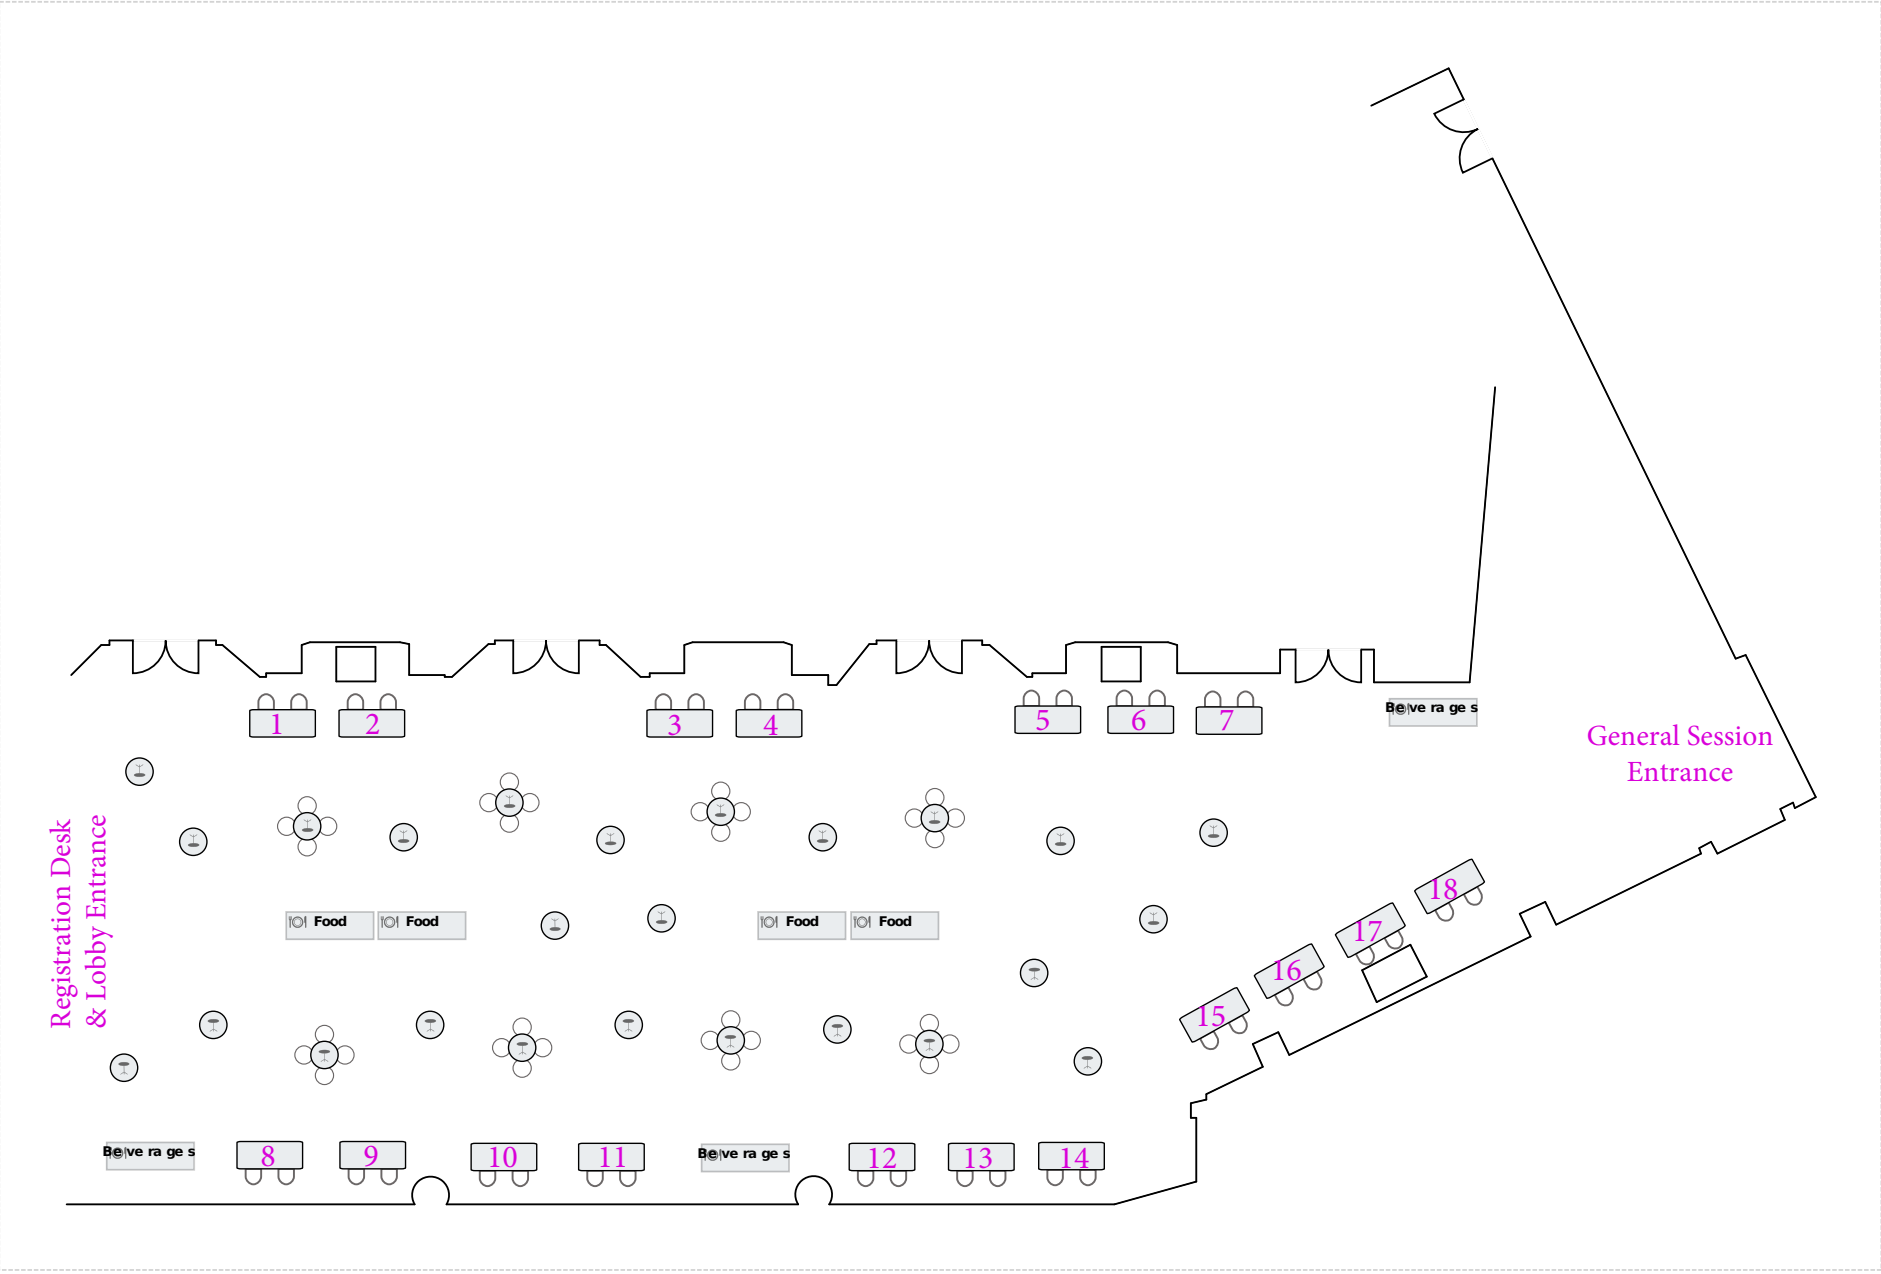 1 2 3 4 5 6 7
Beverages
General Session
Entrance
Registration Desk
& Lobby Entrance
Food Food Food Food
18
17
16
15
Beverages 8 9 10 11 Beverages 12 13 14